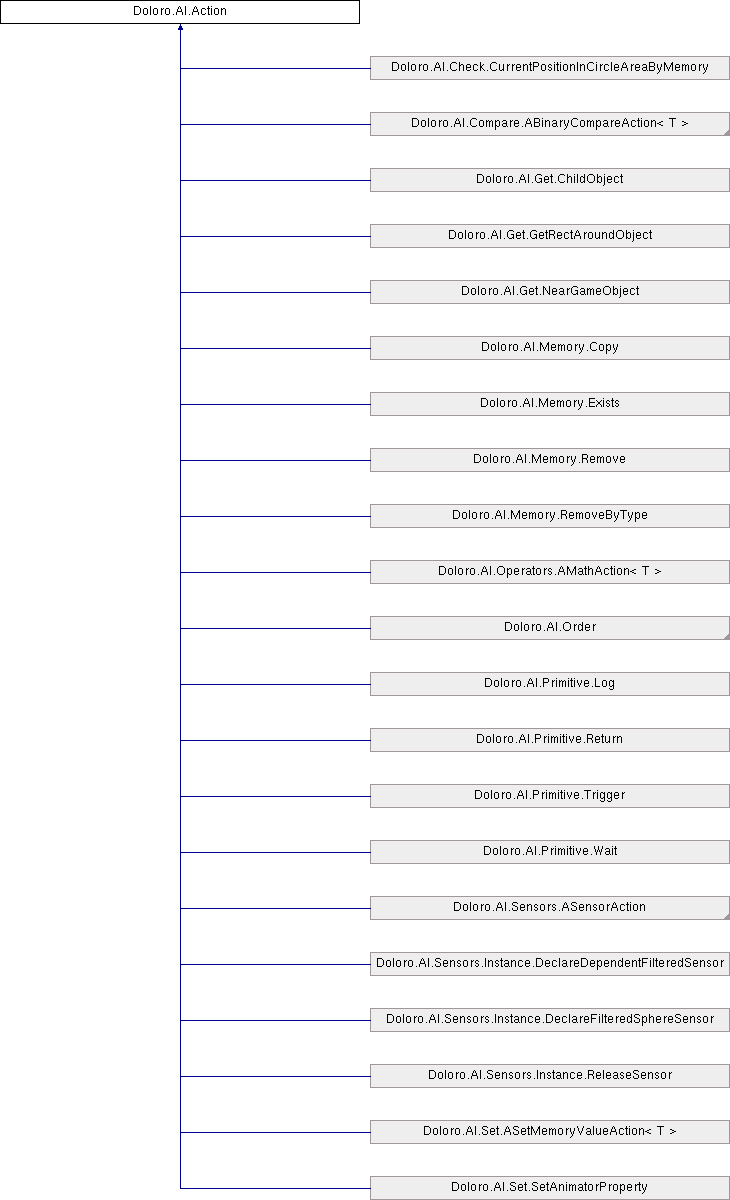 Doloro.AI.Action
Doloro.AI.Check.CurrentPositionInCircleAreaByMemory
Doloro.AI.Compare.ABinaryCompareAction< T >
Doloro.AI.Get.ChildObject
Doloro.AI.Get.GetRectAroundObject
Doloro.AI.Get.NearGameObject
Doloro.AI.Memory.Copy
Doloro.AI.Memory.Exists
Doloro.AI.Memory.Remove
Doloro.AI.Memory.RemoveByType
Doloro.AI.Operators.AMathAction< T >
Doloro.AI.Order
Doloro.AI.Primitive.Log
Doloro.AI.Primitive.Return
Doloro.AI.Primitive.Trigger
Doloro.AI.Primitive.Wait
Doloro.AI.Sensors.ASensorAction
Doloro.AI.Sensors.Instance.DeclareDependentFilteredSensor
Doloro.AI.Sensors.Instance.DeclareFilteredSphereSensor
Doloro.AI.Sensors.Instance.ReleaseSensor
Doloro.AI.Set.ASetMemoryValueAction< T >
Doloro.AI.Set.SetAnimatorProperty